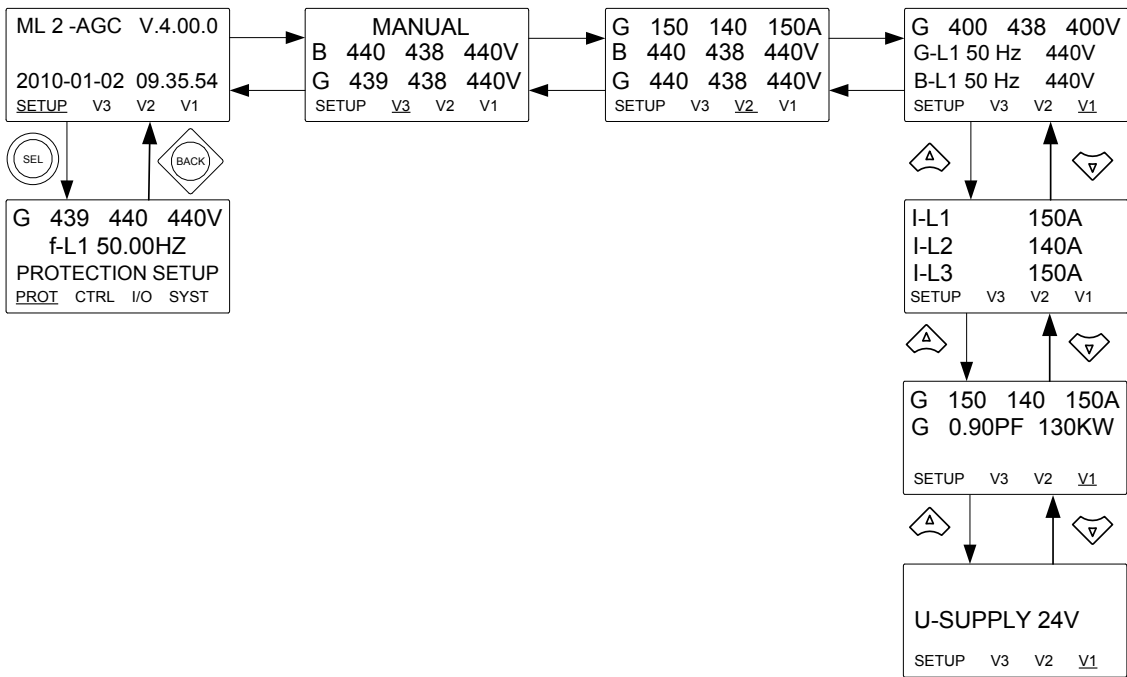 ML 2 -AGC V.4.00.0
2010-01-02 09.35.54
SETUP V3 V2 V1
MANUAL
B 440 438 440V
G 439 438 440V
SETUP V3 V2 V1
G 150 140 150A
B 440 438 440V
G 440 438 440V
SETUP V3 V2 V1
G 400 438 400V
G-L1 50 Hz 440V
B-L1 50 Hz 440V
SETUP V3 V2 V1
SEL
BACK
G 439 440 440V
f-L1 50.00HZ
PROTECTION SETUP
PROT CTRL I/O SYST
I-L1 150A
I-L2 140A
I-L3 150A
SETUP V3 V2 V1
G 150 140 150A
G 0.90PF 130KW
SETUP V3 V2 V1
U-SUPPLY 24V
SETUP V3 V2 V1